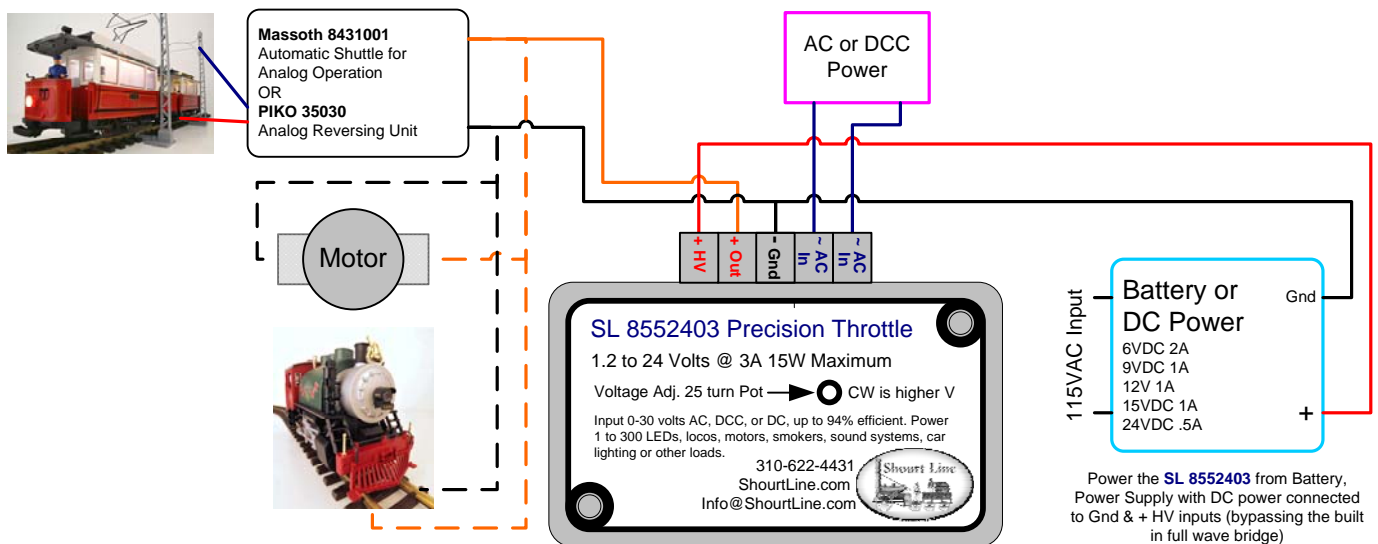 Massoth 8431001
Automatic Shuttle for
Analog Operation
OR
PIKO 35030
Analog Reversing Unit
AC or DCC
Power
Motor
+ HV
+ Out
- Gnd
~ AC
In
~ AC
In
SL 8552403 Precision Throttle
1.2 to 24 Volts @ 3A 15W Maximum
Voltage Adj. 25 turn Pot
CW is higher V
Input 0-30 volts AC, DCC, or DC, up to 94% efficient. Power
1 to 300 LEDs, locos, motors, smokers, sound systems, car
lighting or other loads.
310-622-4431
ShourtLine.com
Info@ShourtLine.com
Shourt Line
115VAC Input
Battery or
DC Power
Gnd
6VDC 2A
9VDC 1A
12V 1A
15VDC 1A
24VDC .5A
+
Power the SL 8552403 from Battery,
Power Supply with DC power connected
to Gnd & + HV inputs (bypassing the built
in full wave bridge)